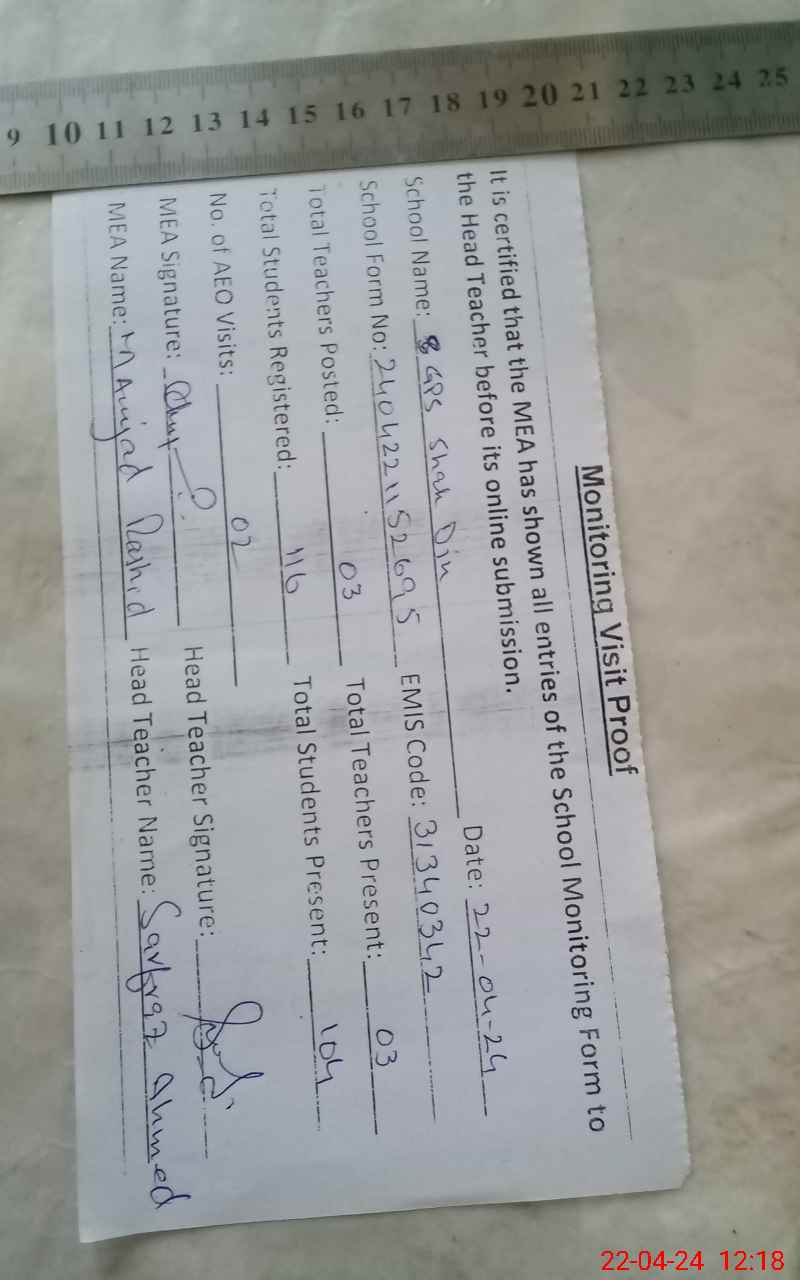 9 10 11 12 13 14 15 16 17 18 19 20 21 22 23 24 25
Monitoring Visit Proof
It is certified that the MEA has shown all entries of the School Monitoring Form to
the Head Teacher before its online submission.
School Name: GPS Shah Din Date: 22-04-24
School Form No: 2404221152695 EMIS Code: 31340342
Total Teachers Posted: 03 Total Teachers Present: 03
Total Students Registered: 116 Total Students Present: 104
No. of AEO Visits: 02
MEA Signature: Head Teacher Signature:
MEA Name: M Amjad Rashid Head Teacher Name: Sarfraz Ahmed
22-04-24 12:18